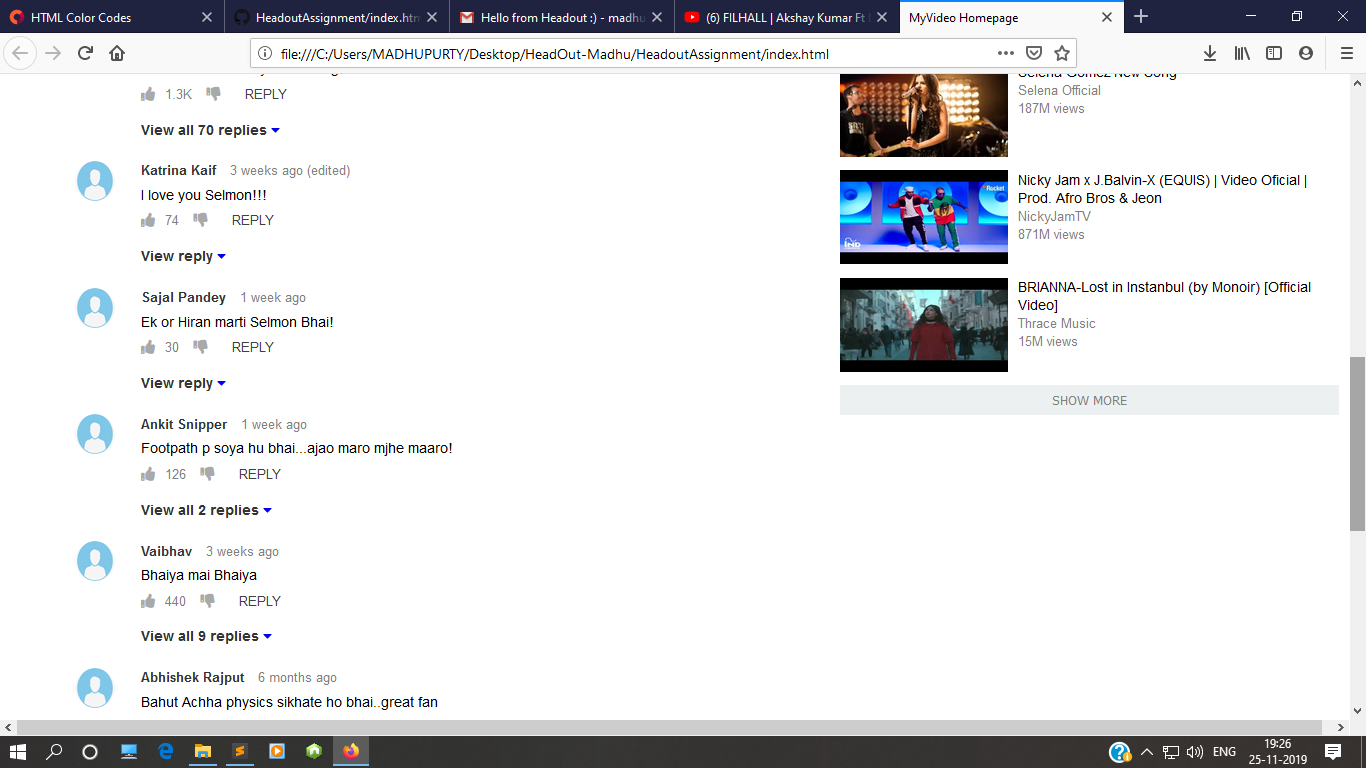 HTML Color Codes
HeadoutAssignment/index.htm
Hello from Headout :) - madhu
(6) FILHALL | Akshay Kumar Ft
MyVideo Homepage
file:///C:/Users/MADHUPURTY/Desktop/HeadOut-Madhu/HeadoutAssignment/index.html
1.3K REPLY
View all 70 replies
Katrina Kaif 3 weeks ago (edited)
I love you Selmon!!!
74 REPLY
View reply
Sajal Pandey 1 week ago
Ek or Hiran marti Selmon Bhai!
30 REPLY
View reply
Ankit Snipper 1 week ago
Footpath p soya hu bhai...ajao maro mjhe maaro!
126 REPLY
View all 2 replies
Vaibhav 3 weeks ago
Bhaiya mai Bhaiya
440 REPLY
View all 9 replies
Abhishek Rajput 6 months ago
Bahut Achha physics sikhate ho bhai..great fan
Selena Gomez New Song
Selena Official
187M views
Rocket
IND
Nicky Jam x J.Balvin-X (EQUIS) | Video Oficial |
Prod. Afro Bros & Jeon
NickyJamTV
871M views
BRIANNA-Lost in Instanbul (by Monoir) [Official
Video]
Thrace Music
15M views
SHOW MORE
ENG
19:26
25-11-2019